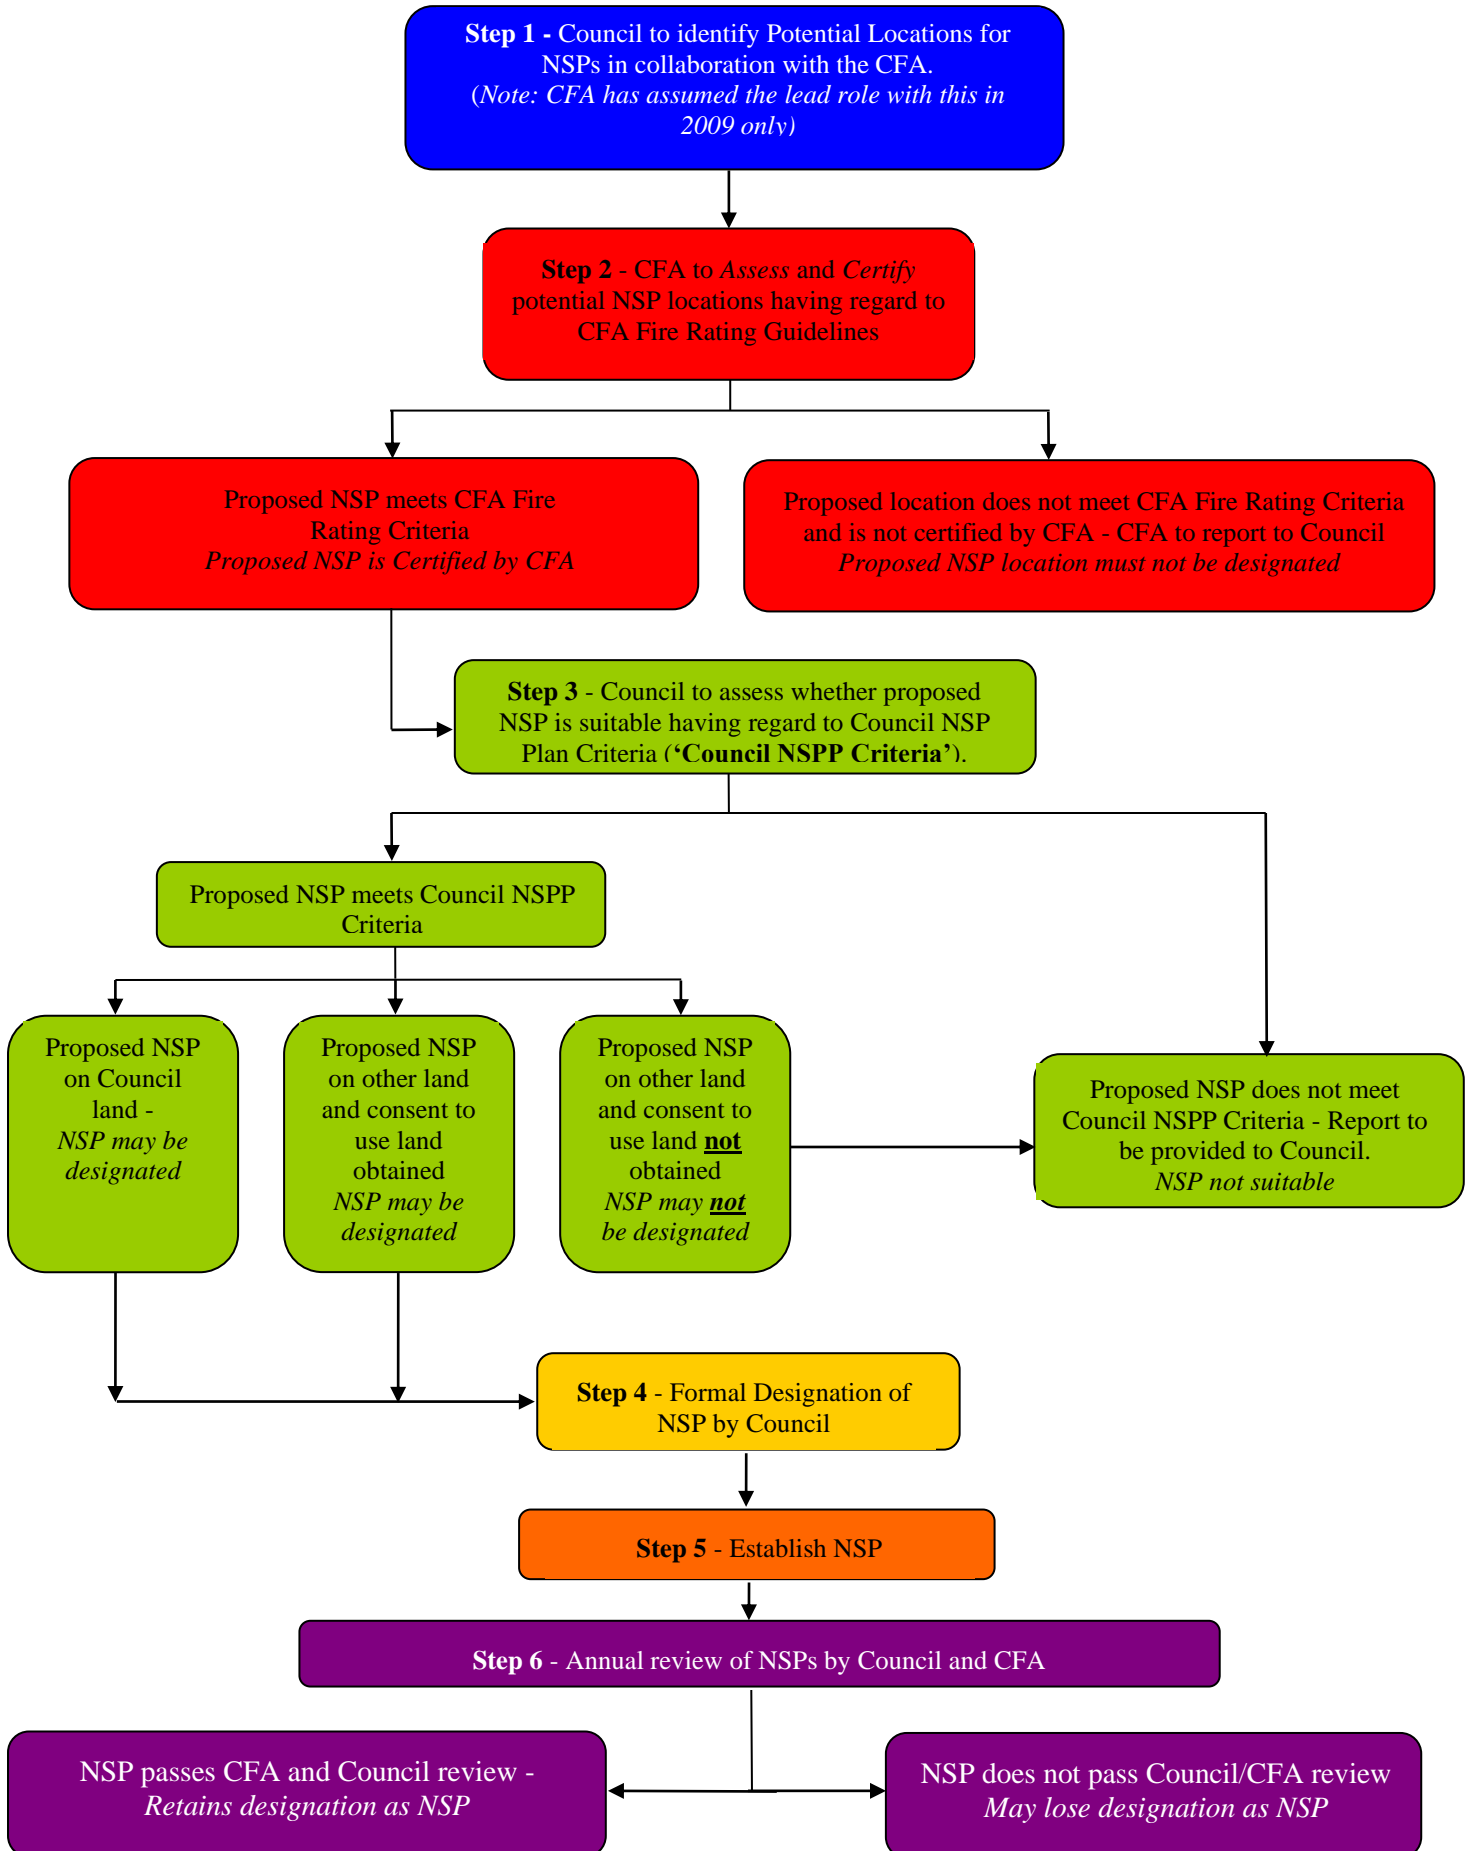 Step 1 - Council to identify Potential Locations for
NSPs in collaboration with the CFA.
(Note: CFA has assumed the lead role with this in
2009 only)
Step 2 - CFA to Assess and Certify
potential NSP locations having regard to
CFA Fire Rating Guidelines
Proposed NSP meets CFA Fire
Rating Criteria
Proposed NSP is Certified by CFA
Proposed location does not meet CFA Fire Rating Criteria
and is not certified by CFA - CFA to report to Council
Proposed NSP location must not be designated
Step 3 - Council to assess whether proposed
NSP is suitable having regard to Council NSP
Plan Criteria (‘Council NSPP Criteria’).
Proposed NSP meets Council NSPP
Criteria
Proposed NSP
on Council
land -
NSP may be
designated
Proposed NSP
on other land
and consent to
use land
obtained
NSP may be
designated
Proposed NSP
on other land
and consent to
use land not
obtained
NSP may not
be designated
Proposed NSP does not meet
Council NSPP Criteria - Report to
be provided to Council.
NSP not suitable
Step 4 - Formal Designation of
NSP by Council
Step 5 - Establish NSP
Step 6 - Annual review of NSPs by Council and CFA
NSP passes CFA and Council review -
Retains designation as NSP
NSP does not pass Council/CFA review
May lose designation as NSP